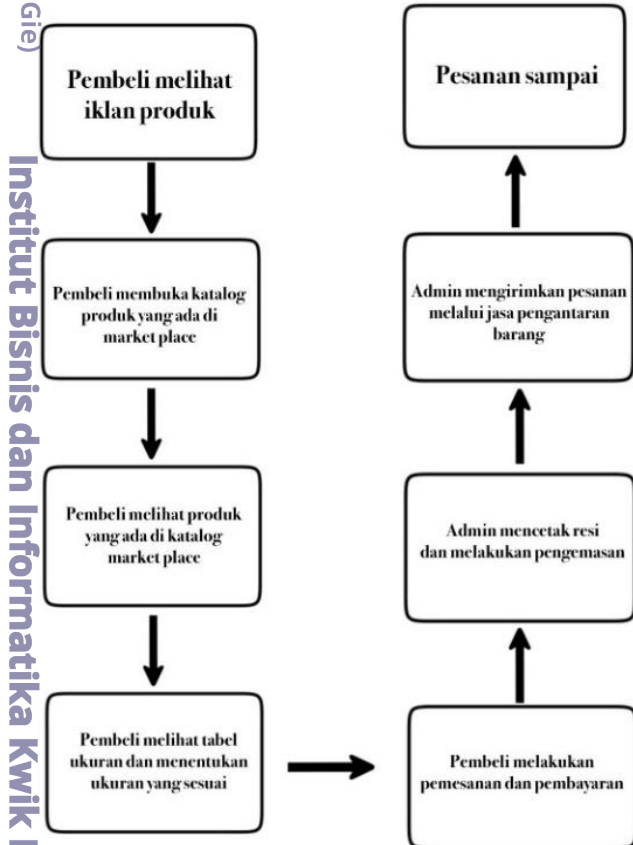 Gie)
Institut Bisnis dan Informatika Kwik
Pembeli melihat
iklan produk
Pembeli membuka katalog
produk yang ada di
market place
Pembeli melihat produk
yang ada di katalog
market place
Pembeli melihat tabel
ukuran dan menentukan
ukuran yang sesuai
Pembeli melakukan
pemesanan dan pembayaran
Admin mencetak resi
dan melakukan pengemasan
Admin mengirimkan pesanan
melalui jasa pengantaran
barang
Pesanan sampai